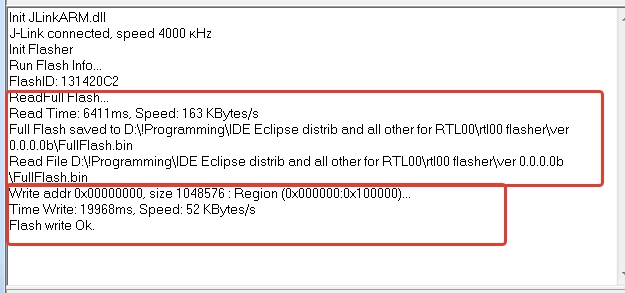 Init JLinkARM.dll
J-Link connected, speed 4000 кHz
Init Flasher
Run Flash Info...
FlashID: 131420C2
ReadFull Flash...
Read Time: 6411ms, Speed: 163 KBytes/s
Full Flash saved to D:\!Programming\IDE Eclipse distrib and all other for RTL00\rtl00 flasher\ver
0.0.0.0b\FullFlash.bin
Read File D:\!Programming\IDE Eclipse distrib and all other for RTL00\rtl00 flasher\ver 0.0.0.0b
\FullFlash.bin
Write addr 0x00000000, size 1048576 : Region (0x000000:0x100000)...
Time Write: 19968ms, Speed: 52 KBytes/s
Flash write Ok.